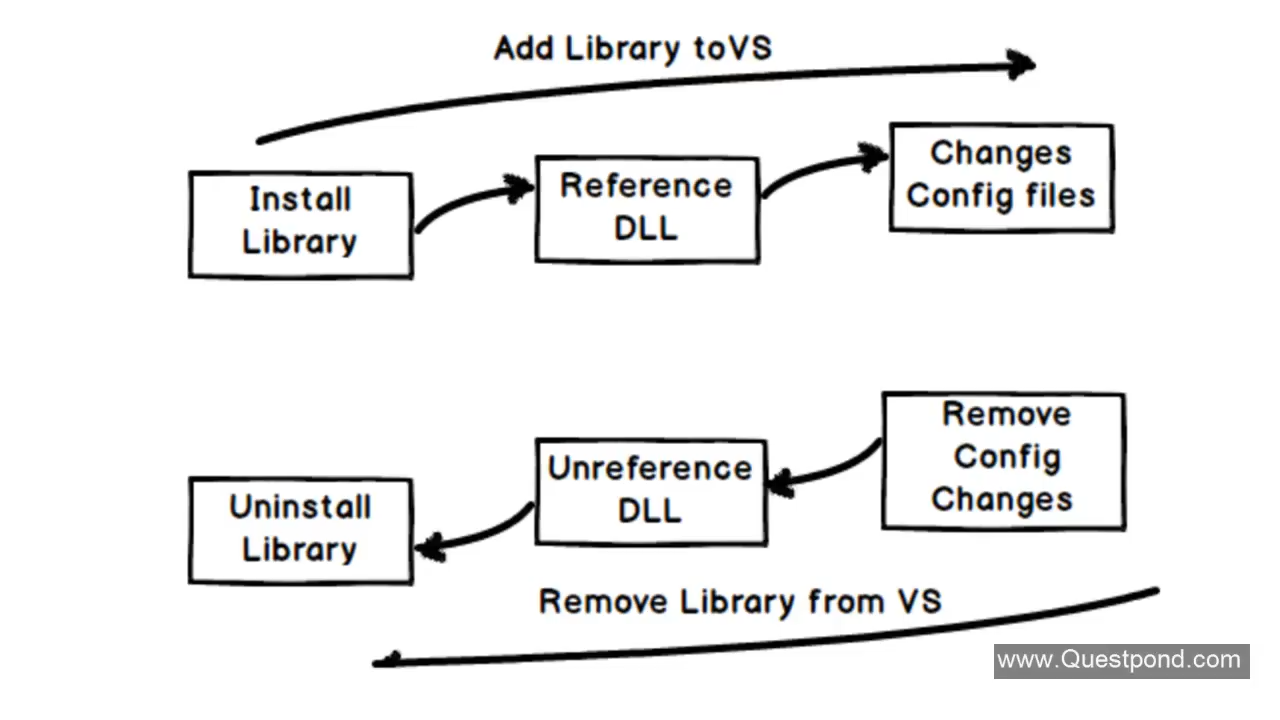 Add Library toVS
Install
Library
Reference
DLL
Changes
Config files
Remove
Config
Changes
Unreference
DLL
Uninstall
Library
Remove Library from VS
www.Questpond.com